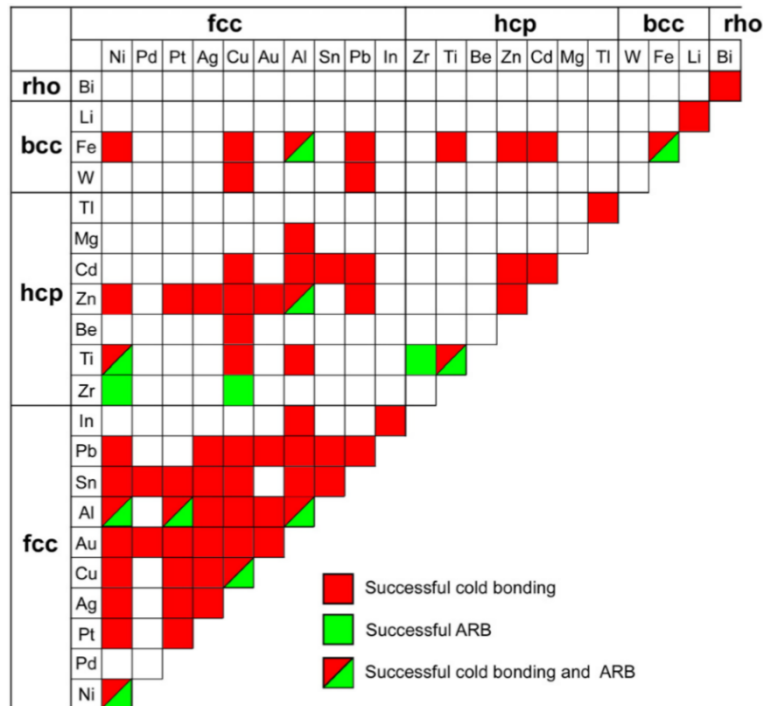 fcc hcp bcc rho
Ni Pd Pt Ag Cu Au Al Sn Pb In Zr Ti Be Zn Cd Mg Tl W Fe Li Bi
rho Bi
Li
bcc Fe
W
Tl
Mg
Cd
hcp Zn
Be
Ti
Zr
In
Pb
Sn
Al
fcc Au
Cu
Successful cold bonding
Ag
Successful ARB
Pt
Pd
Successful cold bonding and ARB
Ni